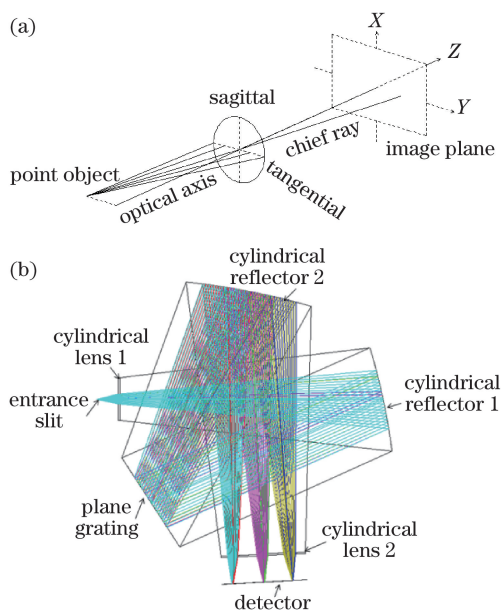 (a)
X
Z
sagittal
Y
chief ray
image plane
point object
optical axis
tangential
(b)
cylindrical
reflector 2
cylindrical
lens 1
entrance
slit
cylindrical
reflector 1
plane
grating
cylindrical
lens 2
detector